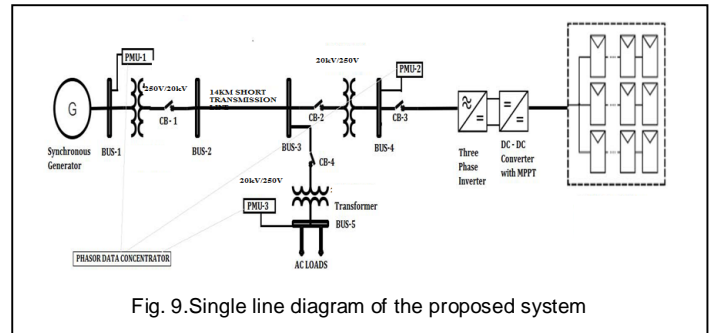 20kV/250V
PMU-1
PMU-2
250V/20kV
14KM SHORT
TRANSMISSION
LINE
G
CB - 1
CB-2
CB-3
Synchronous
Generator
BUS-1
BUS-2
BUS-3
BUS-4
CB-4
Three
Phase
Inverter
DC - DC
Converter
with MPPT
20kV/250V
PMU-3
Transformer
BUS-5
PHASOR DATA CONCENTRATOR
AC LOADS
Fig. 9.Single line diagram of the proposed system